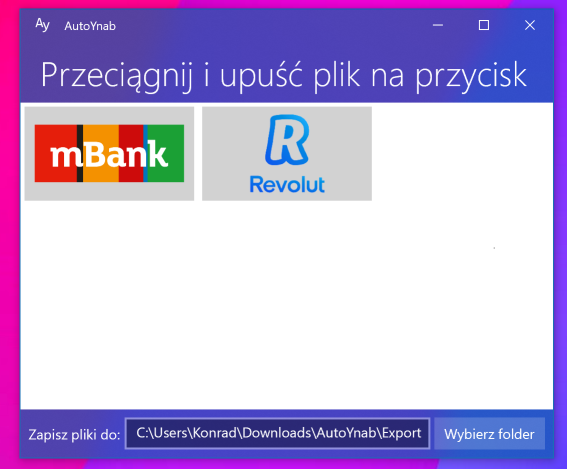 Ay AutoYnab
Przeciągnij i upuść plik na przycisk
mBank
R
Revolut
Zapisz pliki do: C:\Users\Konrad\Downloads\AutoYnab\Export Wybierz folder